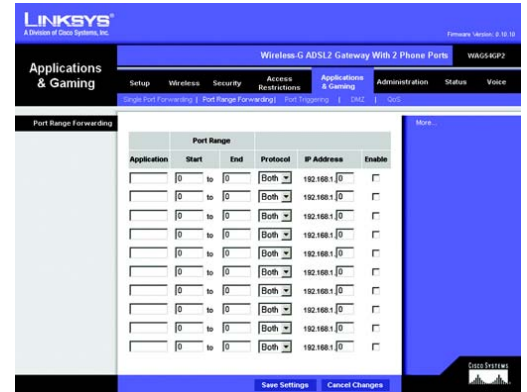 LINKSYS®
A Division of Cisco Systems, Inc.
Firmware Version: 0.10.10
Wireless-G ADSL2 Gateway With 2 Phone Ports WAG54GP2
Applications & Gaming
Setup Wireless Security Access Restrictions Applications & Gaming Administration Status Voice
Single Port Forwarding | Port Range Forwarding | Port Triggering | DMZ | QoS
Port Range Forwarding
More...
Port Range
Application Start End Protocol IP Address Enable
0 to 0 Both 192.168.1.0
0 to 0 Both 192.168.1.0
0 to 0 Both 192.168.1.0
0 to 0 Both 192.168.1.0
0 to 0 Both 192.168.1.0
0 to 0 Both 192.168.1.0
0 to 0 Both 192.168.1.0
0 to 0 Both 192.168.1.0
0 to 0 Both 192.168.1.0
0 to 0 Both 192.168.1.0
Save Settings Cancel Changes
CISCO SYSTEMS